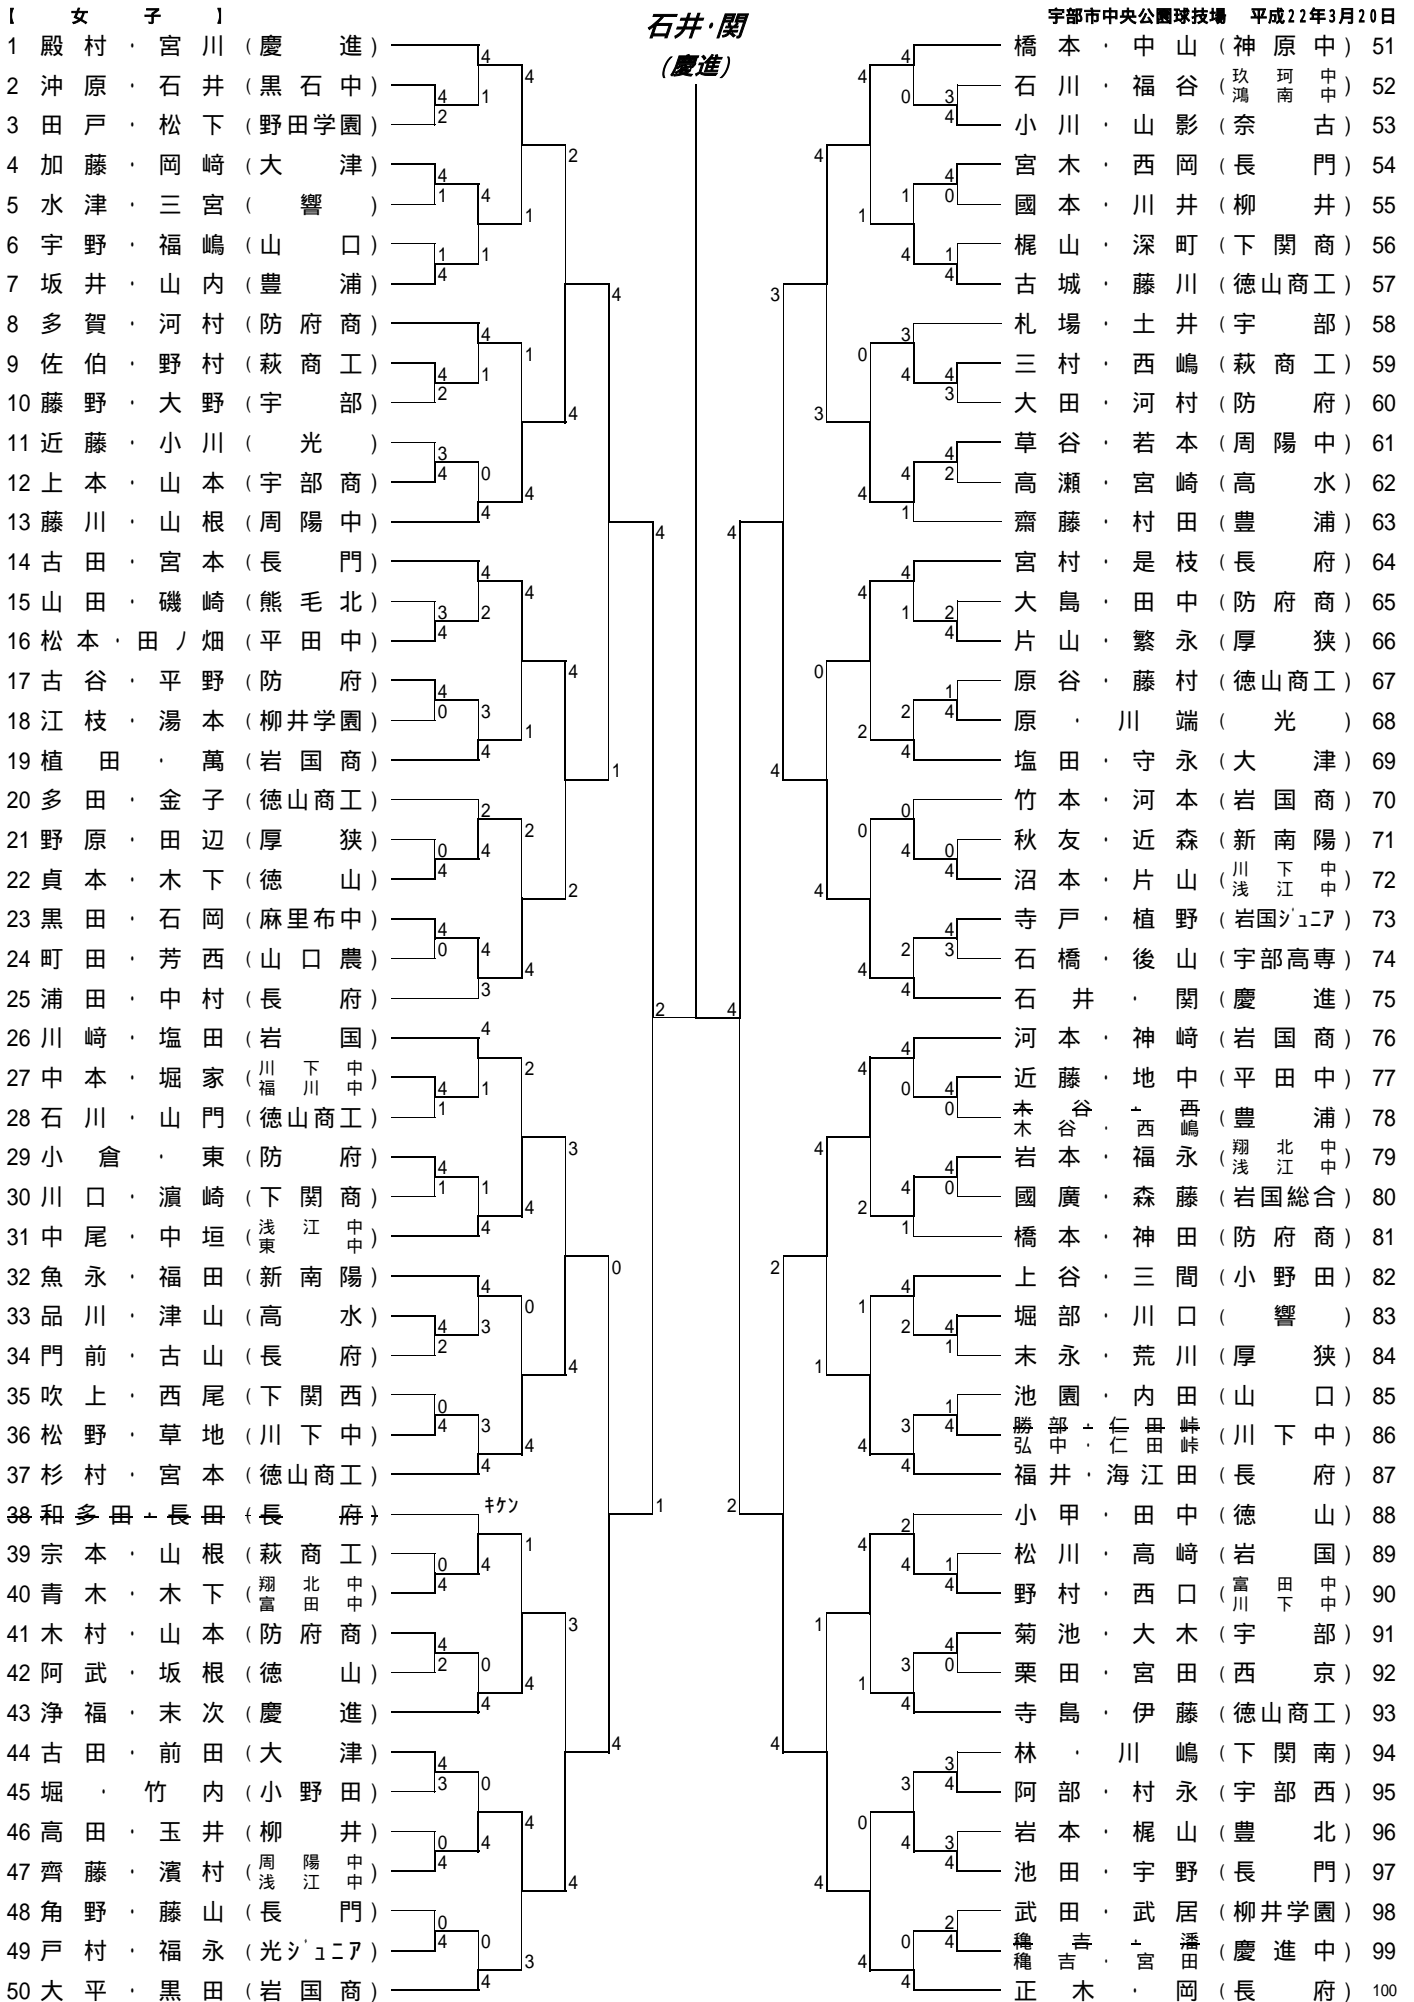 【 女 子 】
石井・関
(慶進)
宇部市中央公園球技場 平成22年3月20日
1 殿村・宮川(慶進)
2 沖原・石井(黒石中)
3 田戸・松下(野田学園)
4 加藤・岡﨑(大津)
5 水津・三宮(響)
6 宇野・福嶋(山口)
7 坂井・山内(豊浦)
8 多賀・河村(防府商)
9 佐伯・野村(萩商工)
10 藤野・大野(宇部)
11 近藤・小川(光)
12 上本・山本(宇部商)
13 藤川・山根(周陽中)
14 古田・宮本(長門)
15 山田・磯崎(熊毛北)
16 松本・田ノ畑(平田中)
17 古谷・平野(防府)
18 江枝・湯本(柳井学園)
19 植田・萬(岩国商)
20 多田・金子(徳山商工)
21 野原・田辺(厚狭)
22 貞本・木下(徳山)
23 黒田・石岡(麻里布中)
24 町田・芳西(山口農)
25 浦田・中村(長府)
26 川﨑・塩田(岩国)
27 中本・堀家(川下中 福川中)
28 石川・山門(徳山商工)
29 小倉・東(防府)
30 川口・濵崎(下関商)
31 中尾・中垣(浅江中 東中)
32 魚永・福田(新南陽)
33 品川・津山(高水)
34 門前・古山(長府)
35 吹上・西尾(下関西)
36 松野・草地(川下中)
37 杉村・宮本(徳山商工)
38 和多田・長田(長府) キケン
39 宗本・山根(萩商工)
40 青木・木下(翔北中 富田中)
41 木村・山本(防府商)
42 阿武・坂根(徳山)
43 浄福・末次(慶進)
44 古田・前田(大津)
45 堀・竹内(小野田)
46 高田・玉井(柳井)
47 齊藤・濱村(周陽中 浅江中)
48 角野・藤山(長門)
49 戸村・福永(光ジュニア)
50 大平・黒田(岩国商)
橋本・中山(神原中) 51
石川・福谷(玖珂中 鴻南中) 52
小川・山影(奈古) 53
宮木・西岡(長門) 54
國本・川井(柳井) 55
梶山・深町(下関商) 56
古城・藤川(徳山商工) 57
札場・土井(宇部) 58
三村・西嶋(萩商工) 59
大田・河村(防府) 60
草谷・若本(周陽中) 61
高瀬・宮崎(高水) 62
齋藤・村田(豊浦) 63
宮村・是枝(長府) 64
大島・田中(防府商) 65
片山・繁永(厚狭) 66
原谷・藤村(徳山商工) 67
原・川端(光) 68
塩田・守永(大津) 69
竹本・河本(岩国商) 70
秋友・近森(新南陽) 71
沼本・片山(川下中 浅江中) 72
寺戸・植野(岩国ジュニア) 73
石橋・後山(宇部高専) 74
石井・関(慶進) 75
河本・神﨑(岩国商) 76
近藤・地中(平田中) 77
木谷・西
木谷・西嶋(豊浦) 78
岩本・福永(翔北中 浅江中) 79
國廣・森藤(岩国総合) 80
橋本・神田(防府商) 81
上谷・三間(小野田) 82
堀部・川口(響) 83
末永・荒川(厚狭) 84
池園・内田(山口) 85
勝部・仁田峠
弘中・仁田峠(川下中) 86
福井・海江田(長府) 87
小甲・田中(徳山) 88
松川・高﨑(岩国) 89
野村・西口(富田中 川下中) 90
菊池・大木(宇部) 91
栗田・宮田(西京) 92
寺島・伊藤(徳山商工) 93
林・川嶋(下関南) 94
阿部・村永(宇部西) 95
岩本・梶山(豊北) 96
池田・宇野(長門) 97
武田・武居(柳井学園) 98
穐吉・潘
穐吉・宮田(慶進中) 99
正木・岡(長府) 100